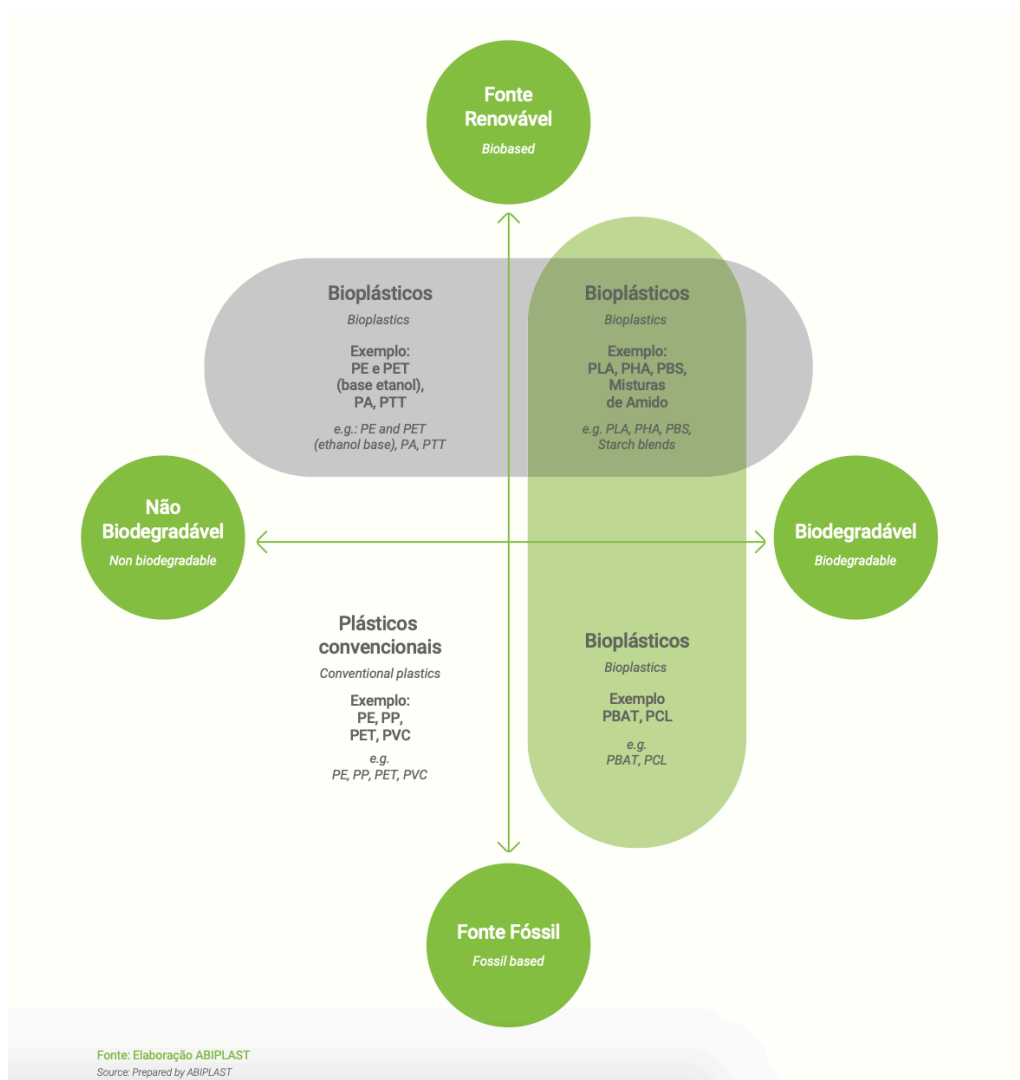 Fonte
Renovável
Biobased
Bioplásticos
Bioplastics
Exemplo:
PE e PET
(base etanol),
PA, PTT
e.g.: PE and PET
(ethanol base), PA, PTT
Bioplásticos
Bioplastics
Exemplo:
PLA, PHA, PBS,
Misturas
de Amido
e.g. PLA, PHA, PBS,
Starch blends
Não
Biodegradável
Non biodegradable
Biodegradável
Biodegradable
Plásticos
convencionais
Conventional plastics
Exemplo:
PE, PP,
PET, PVC
e.g.
PE, PP, PET, PVC
Bioplásticos
Bioplastics
Exemplo
PBAT, PCL
e.g.
PBAT, PCL
Fonte Fóssil
Fossil based
Fonte: Elaboração ABIPLAST
Source: Prepared by ABIPLAST